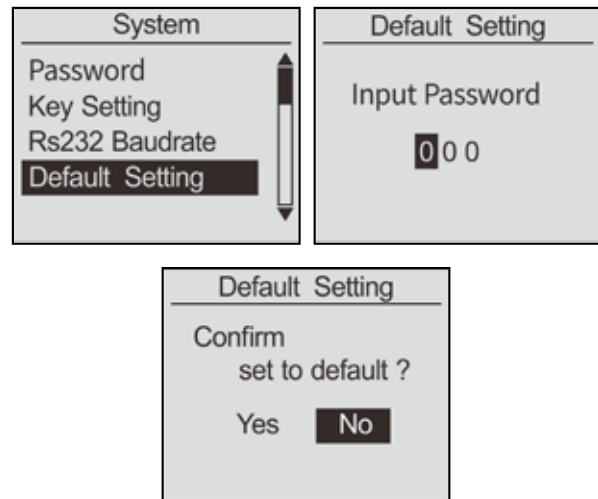 System
Password
Key Setting
Rs232 Baudrate
Default Setting
Default Setting
Input Password
0 0 0
Default Setting
Confirm
set to default ?
Yes No